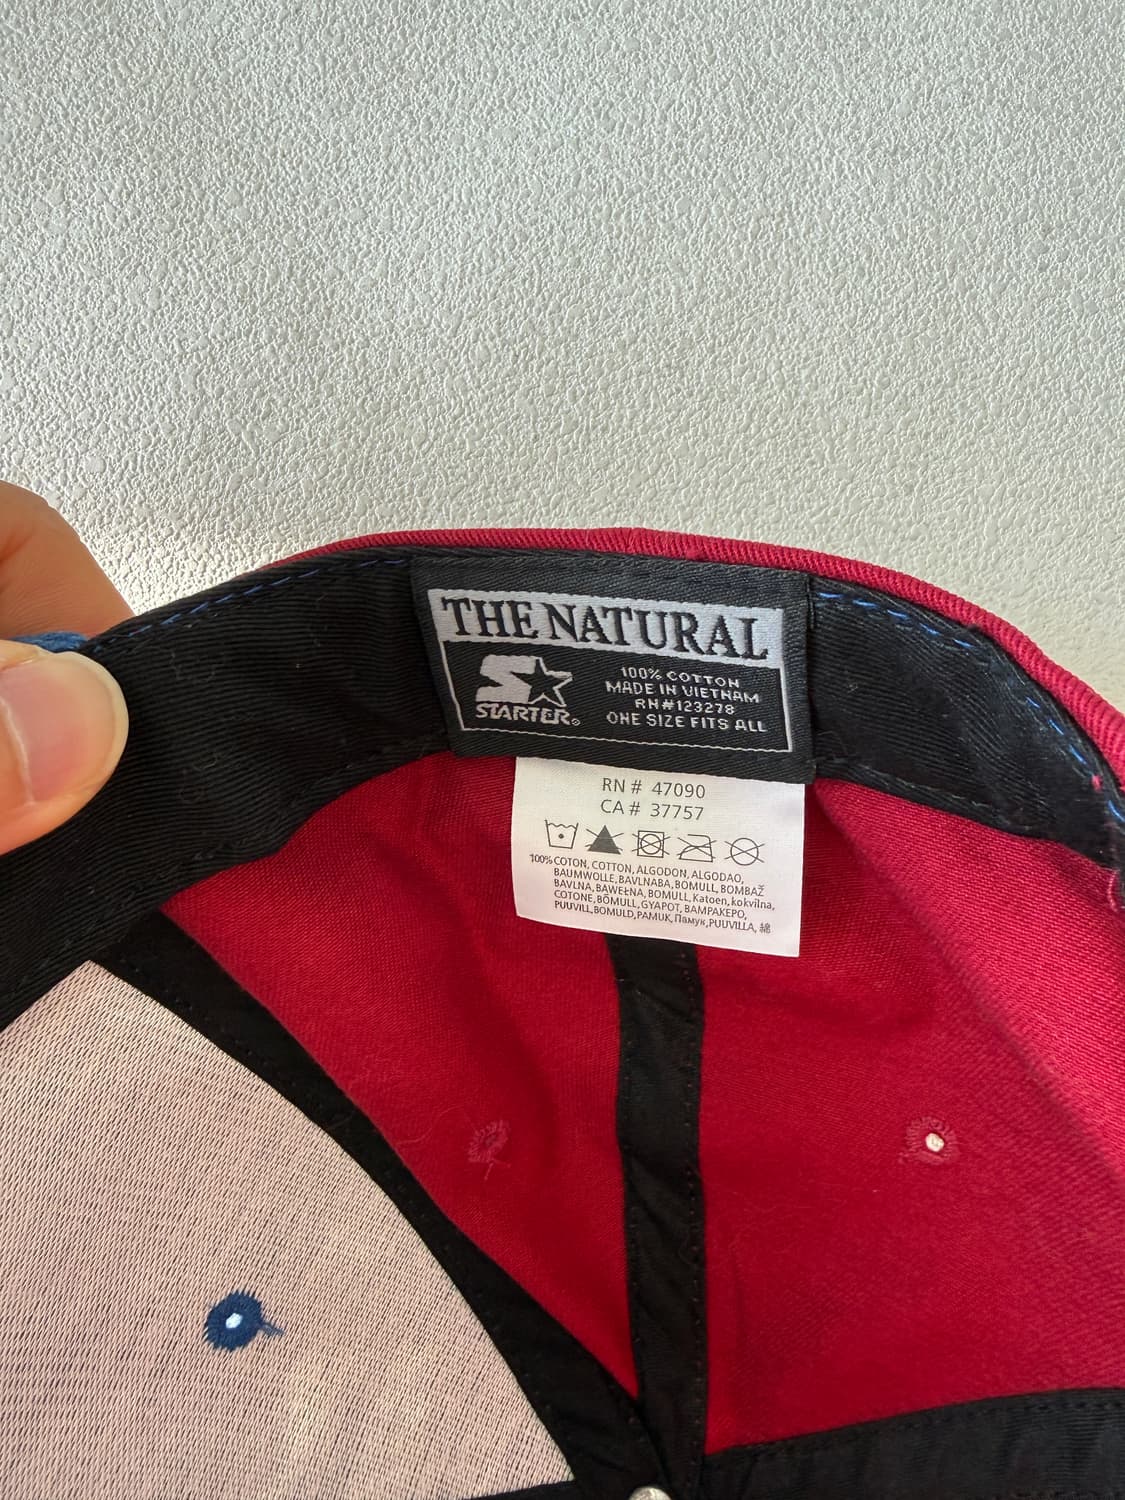 THE NATURAL
STARTER®
100% COTTON
MADE IN VIETNAM
RN#123278
ONE SIZE FITS ALL
RN # 47090
CA # 37757
100% COTON, COTTON, ALGODON, ALGODAO,
BAUMWOLLE, BAVLNABA, BOMULL, BOMBAŽ
BAVLNA, BAWEŁNA, BOMULL, Katoen, kokvilna,
COTONE, BÖMULL, GYAPOT, BAMPAKEPO,
PUUVILL, BOMULD, PAMUK, Памук, PUUVILLA, 綿